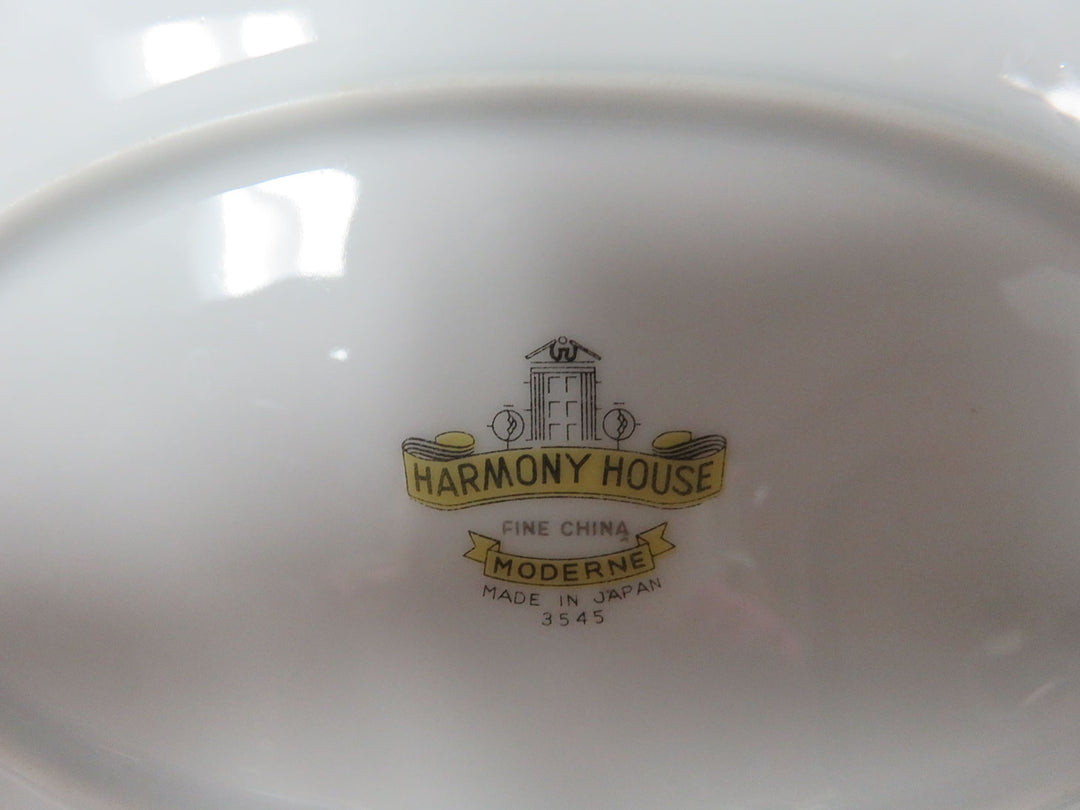 HARMONY HOUSE
FINE CHINA
MODERNE
MADE IN JAPAN
3545